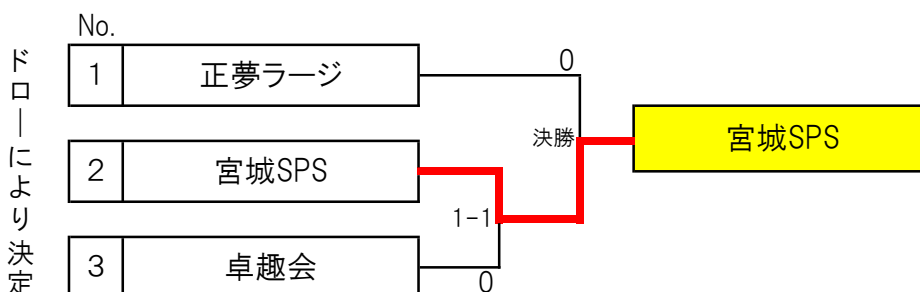 No.
ドローにより決定
1 正夢ラージ 0
決勝 宮城SPS
2 宮城SPS
1-1
3 卓趣会 0